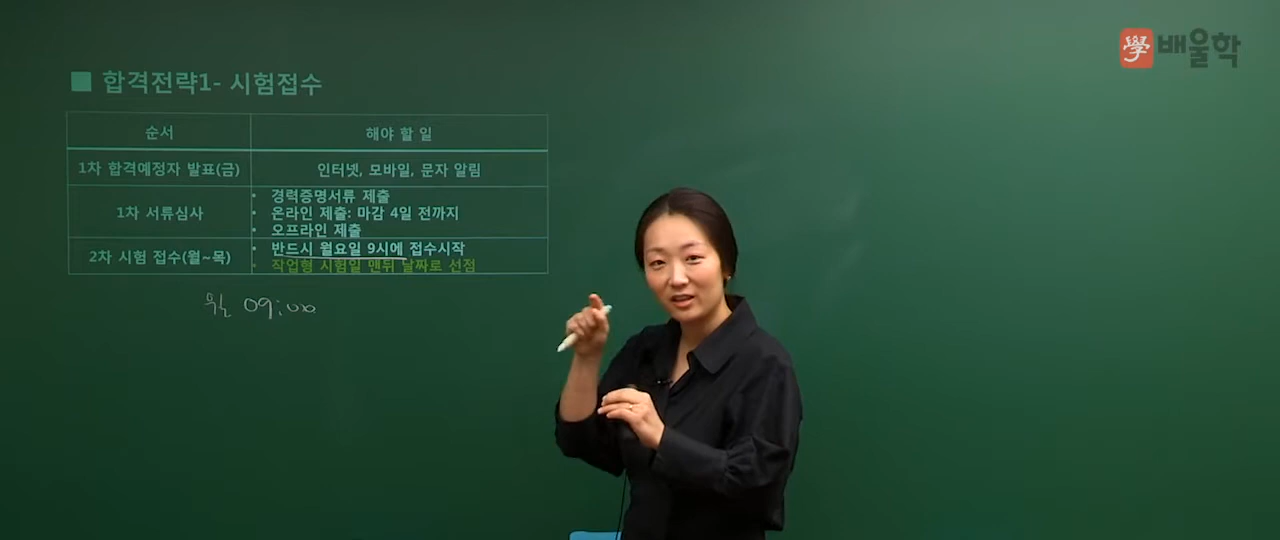 學 배울학
■ 합격전략1- 시험접수
순서 해야 할 일
1차 합격예정자 발표(금) 인터넷, 모바일, 문자 알림
1차 서류심사
• 경력증명서류 제출
• 온라인 제출: 마감 4일 전까지
• 오프라인 제출
2차 시험 접수(월~목)
• 반드시 월요일 9시에 접수시작
• 작업형 시험일 맨뒤 날짜로 선점
월 09:00